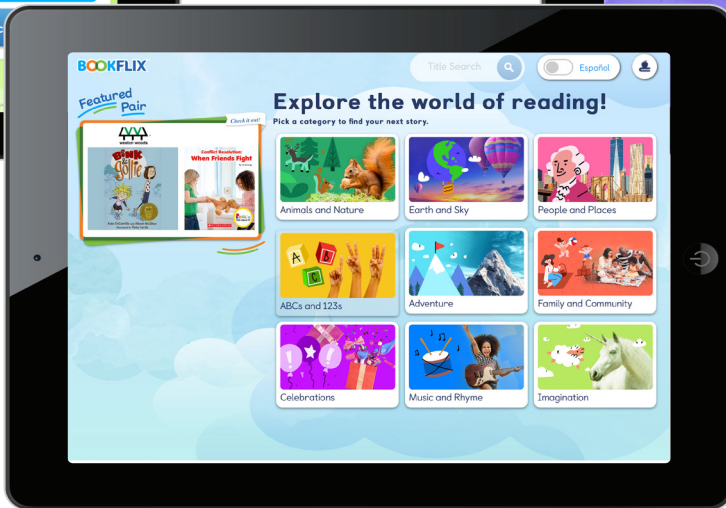 BOOKFLIX
Title Search
Español
Featured
Pair
Check it out!
weston woods
BINK
&
gollie
Conflict Resolution:
When Friends Fight
Explore the world of reading!
Pick a category to find your next story.
Animals and Nature
Earth and Sky
People and Places
A
B
C
ABCs and 123s
Adventure
Family and Community
Celebrations
Music and Rhyme
Imagination